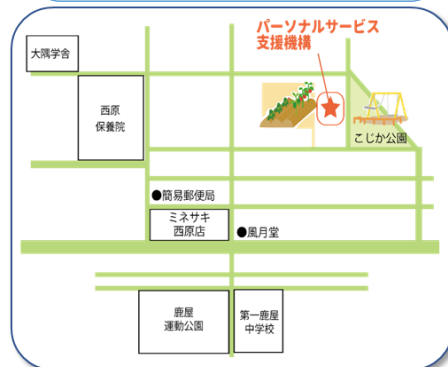 パーソナルサービス
支援機構
大隅学舎
西原
保養院
こじか公園
●簡易郵便局
ミネサキ
西原店
●風月堂
鹿屋
運動公園
第一鹿屋
中学校